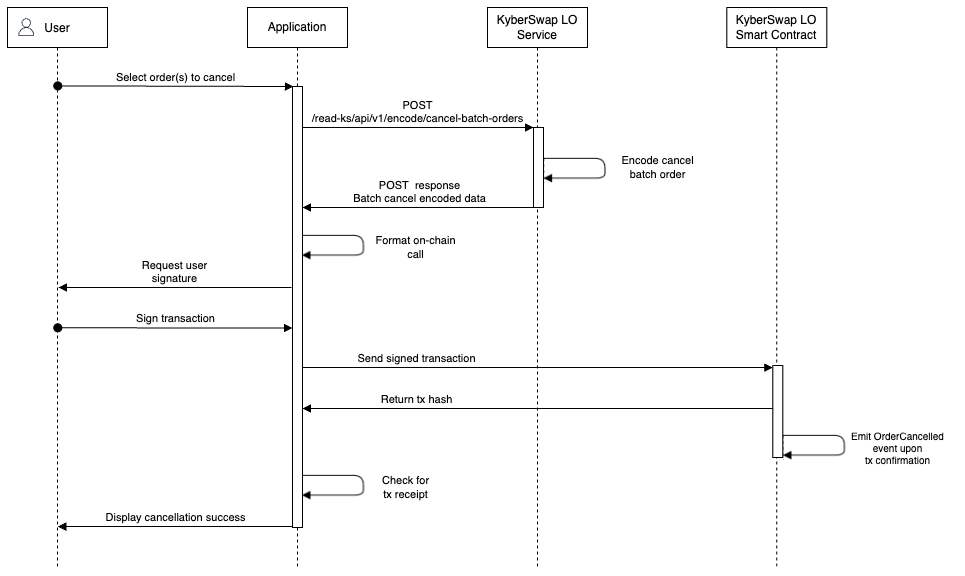 User
Application
KyberSwap LO
Service
KyberSwap LO
Smart Contract
Select order(s) to cancel
POST
/read-ks/api/v1/encode/cancel-batch-orders
Encode cancel
batch order
POST response
Batch cancel encoded data
Format on-chain
call
Request user
signature
Sign transaction
Send signed transaction
Return tx hash
Emit OrderCancelled
event upon
tx confirmation
Check for
tx receipt
Display cancellation success